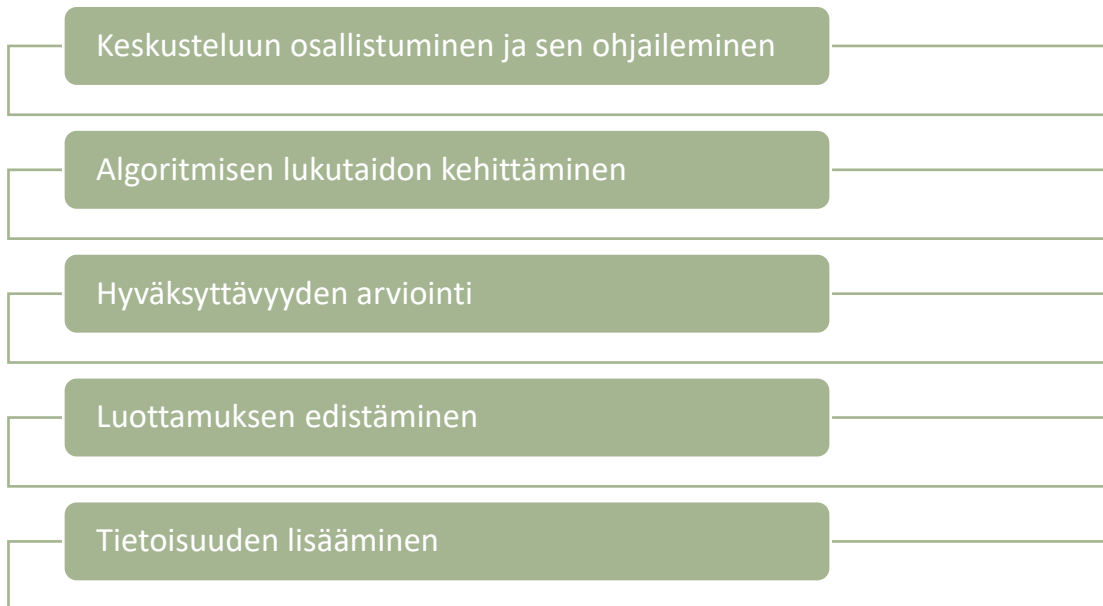 Keskusteluun osallistuminen ja sen ohjaileminen
Algoritmisen lukutaidon kehittäminen
Hyväksyttävyyden arviointi
Luottamuksen edistäminen
Tietoisuuden lisääminen